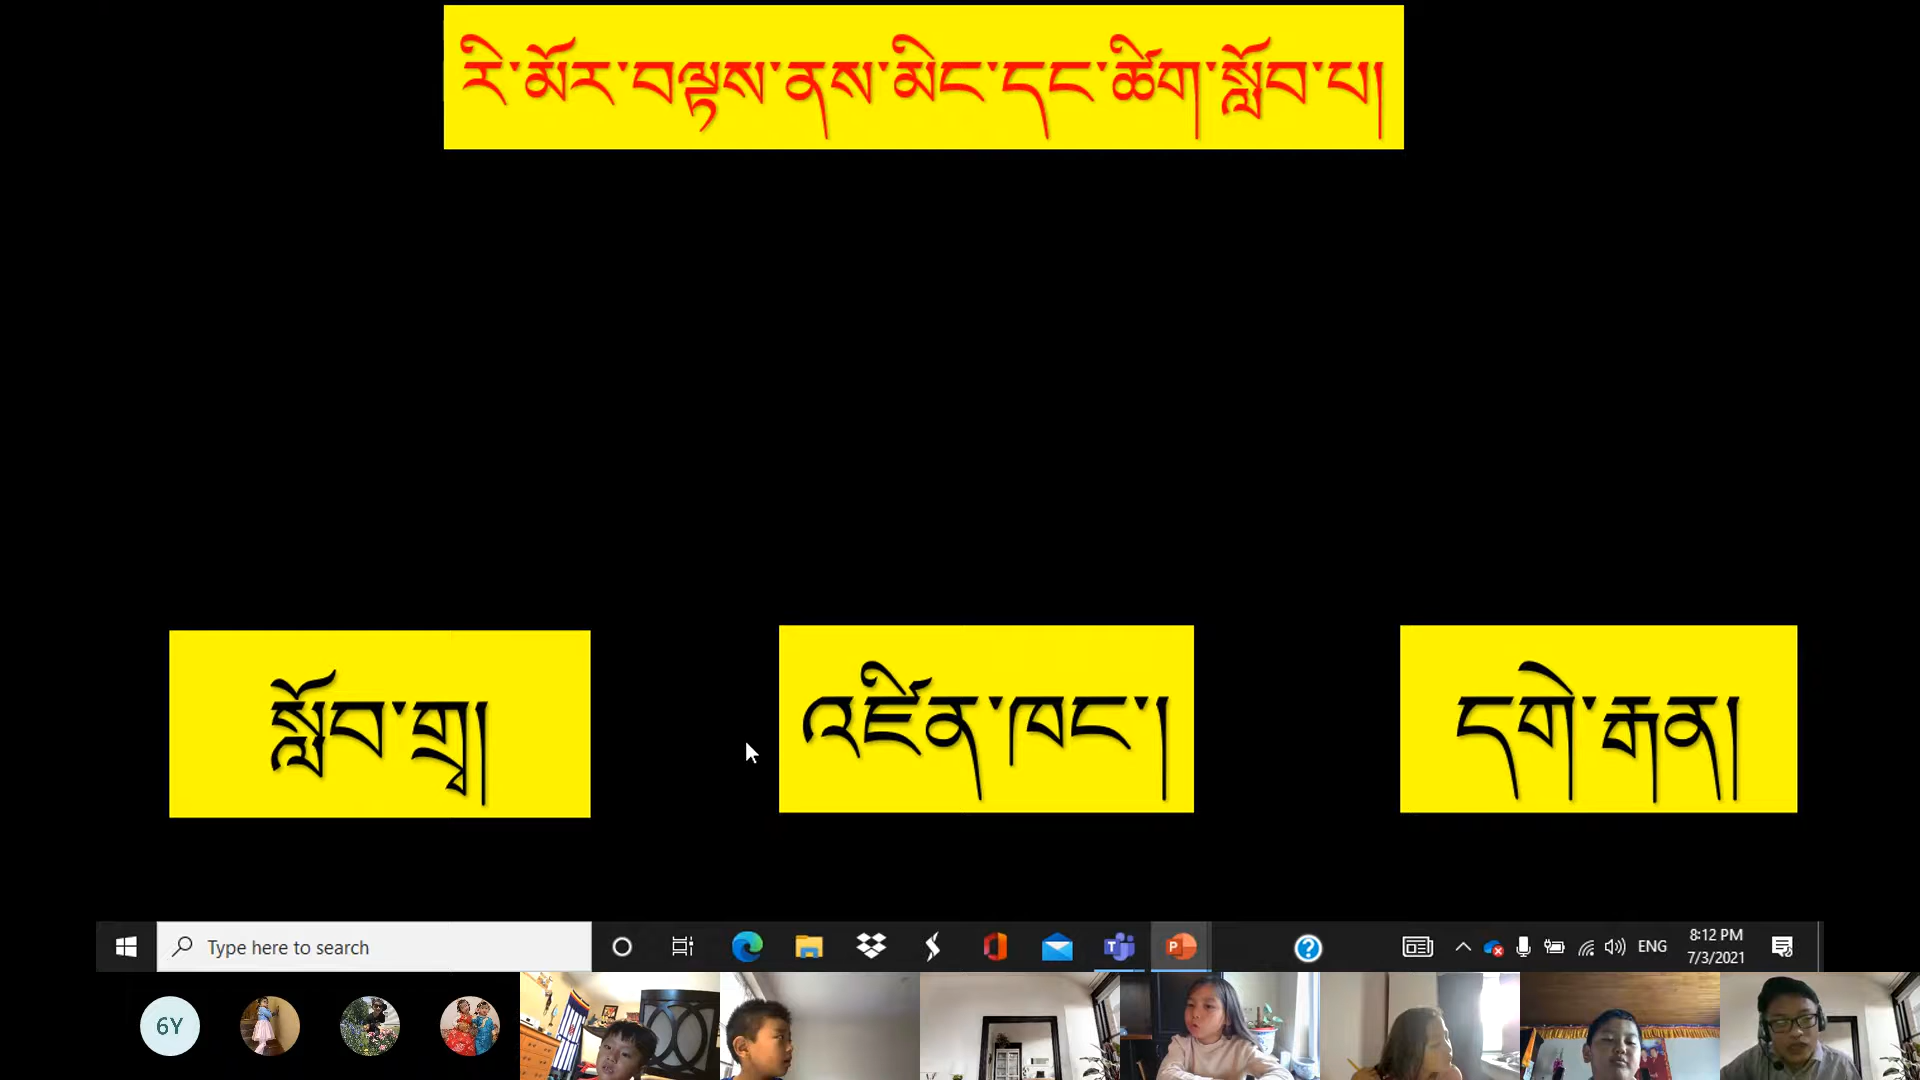 རི་མོར་བལྟས་ནས་མིང་དང་ཚིག་སློབ་པ།
སློབ་གྲྭ།
འཛིན་ཁང་།
དགེ་རྒན།
Type here to search
ENG
8:12 PM
7/3/2021
6Y